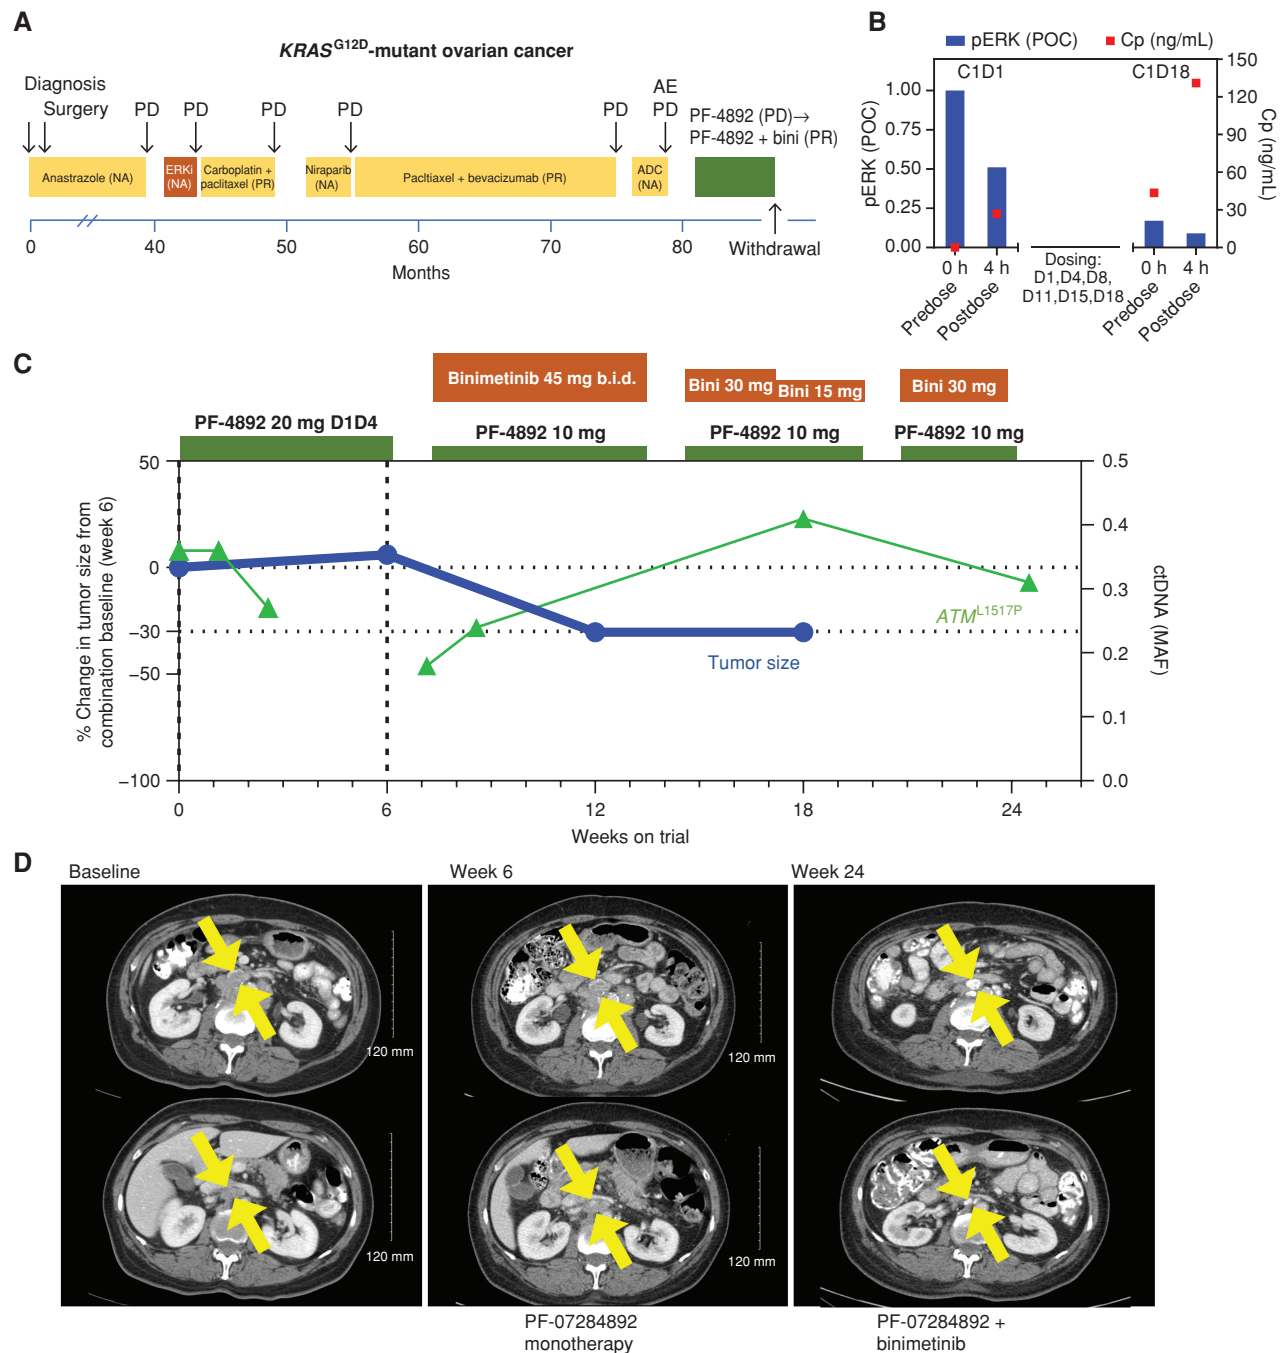 A
KRASG12D-mutant ovarian cancer
Diagnosis
Surgery
PD
PD
PD
PD
PD
AE
PD
PF-4892 (PD)→
PF-4892 + bini (PR)
Anastrazole (NA)
ERKi
(NA)
Carboplatin +
paclitaxel (PR)
Niraparib
(NA)
Pacltiaxel + bevacizumab (PR)
ADC
(NA)
0
40
50
60
70
80
Withdrawal
Months
B
pERK (POC)
Cp (ng/mL)
C1D1
C1D18
1.00
0.75
0.50
0.25
0.00
pERK (POC)
150
120
90
60
30
0
Cp (ng/mL)
0 h
4 h
Dosing:
D1,D4,D8,
D11,D15,D18
0 h
4 h
Predose
Postdose
Predose
Postdose
C
Binimetinib 45 mg b.i.d.
Bini 30 mg
Bini 15 mg
Bini 30 mg
PF-4892 20 mg D1D4
PF-4892 10 mg
PF-4892 10 mg
PF-4892 10 mg
50
0
−30
−50
−100
% Change in tumor size from
combination baseline (week 6)
0.5
0.4
0.3
0.2
0.1
0.0
ctDNA (MAF)
ATML1517P
Tumor size
0
6
12
18
24
Weeks on trial
D
Baseline
Week 6
Week 24
120 mm
120 mm
120 mm
120 mm
PF-07284892
monotherapy
PF-07284892 +
binimetinib